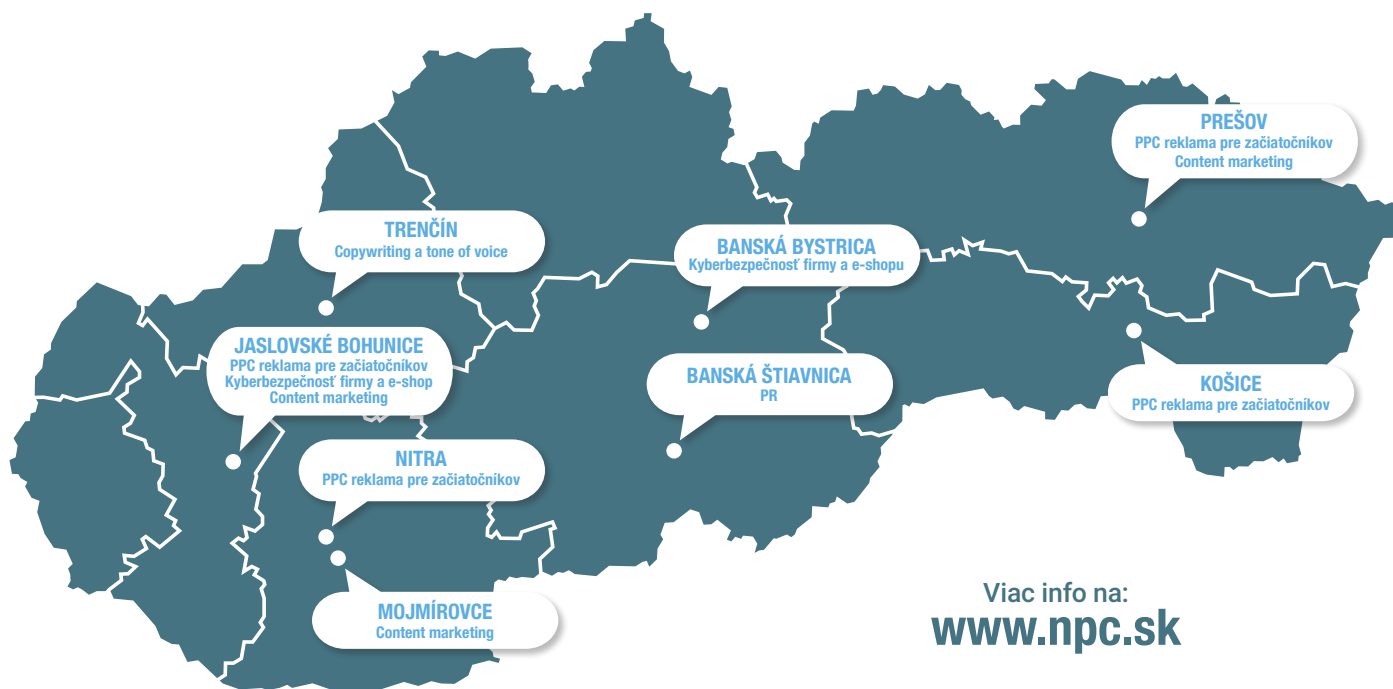 PREŠOV
PPC reklama pre začiatočníkov
Content marketing
TRENČÍN
Copywriting a tone of voice
BANSKÁ BYSTRICA
Kyberbezpečnosť firmy a e-shopu
JASLOVSKÉ BOHUNICE
PPC reklama pre začiatočníkov
Kyberbezpečnosť firmy a e-shop
Content marketing
BANSKÁ ŠTIAVNICA
PR
KOŠICE
PPC reklama pre začiatočníkov
NITRA
PPC reklama pre začiatočníkov
MOJMÍROVCE
Content marketing
Viac info na:
www.npc.sk